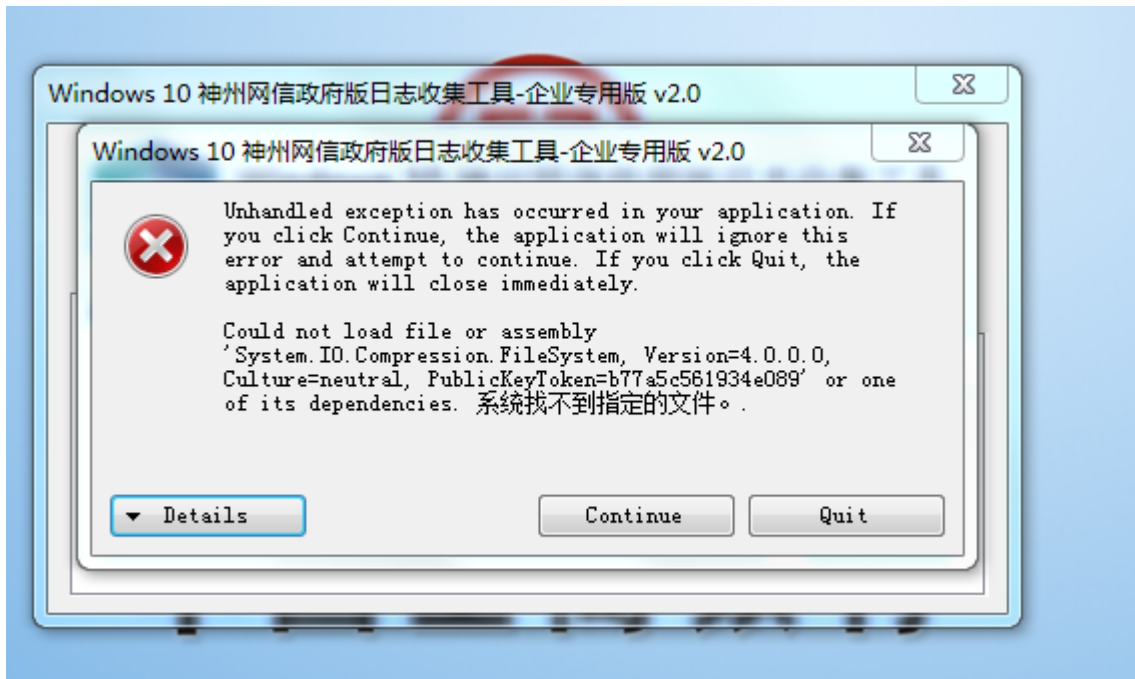 Windows 10 神州网信政府版日志收集工具-企业专用版 v2.0
Windows 10 神州网信政府版日志收集工具-企业专用版 v2.0
Unhandled exception has occurred in your application. If
you click Continue, the application will ignore this
error and attempt to continue. If you click Quit, the
application will close immediately.
Could not load file or assembly
'System.IO.Compression.FileSystem, Version=4.0.0.0,
Culture=neutral, PublicKeyToken=b77a5c561934e089' or one
of its dependencies. 系统找不到指定的文件。.
Details
Continue
Quit